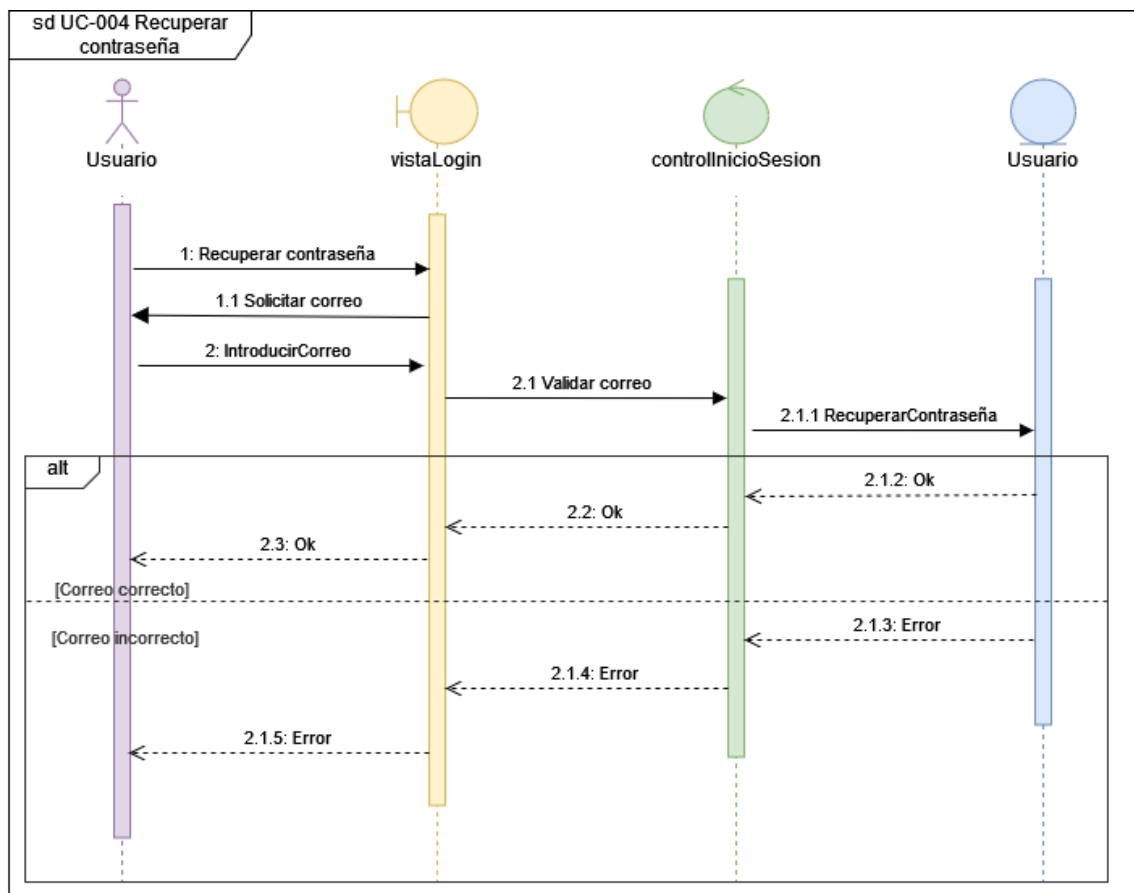 sd UC-004 Recuperar
contraseña
Usuario
vistaLogin
controlInicioSesion
Usuario
1: Recuperar contraseña
1.1 Solicitar correo
2: IntroducirCorreo
2.1 Validar correo
2.1.1 RecuperarContraseña
alt
2.1.2: Ok
2.2: Ok
2.3: Ok
[Correo correcto]
[Correo incorrecto]
2.1.3: Error
2.1.4: Error
2.1.5: Error